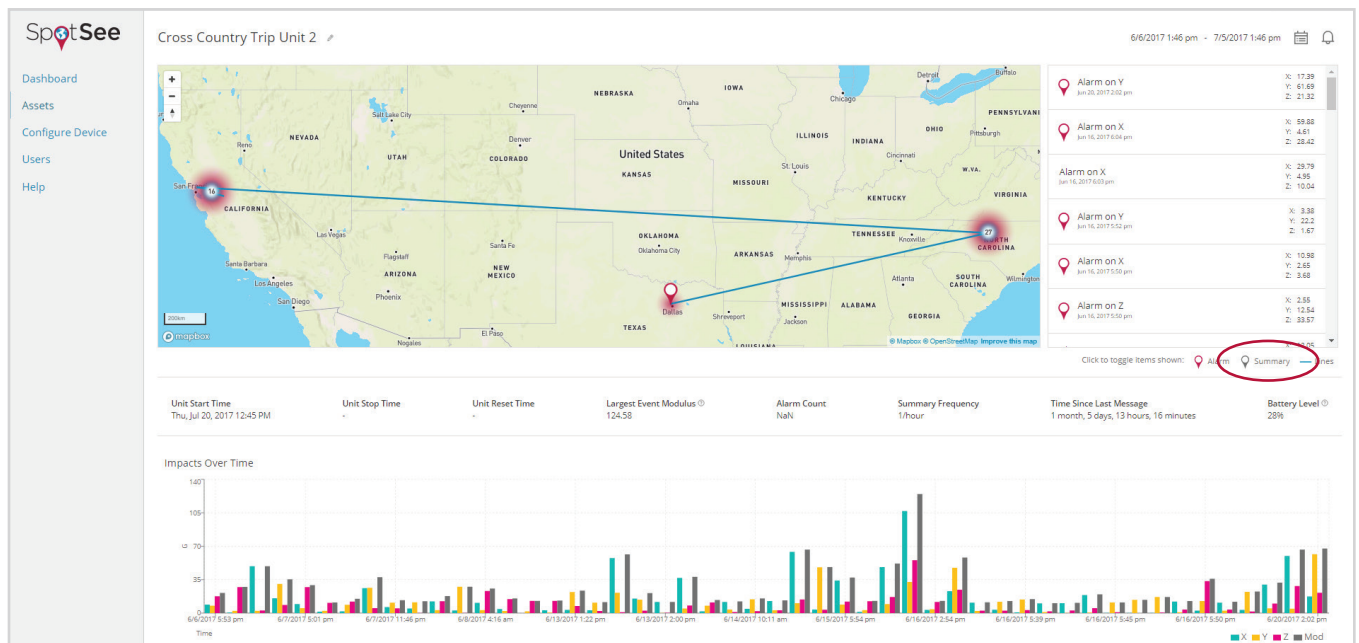 SpotSee
Dashboard
Assets
Configure Device
Users
Help
Cross Country Trip Unit 2
6/6/2017 1:46 pm - 7/5/2017 1:46 pm
+
-
Detroit
Buffalo
IOWA
NEBRASKA
Omaha
Chicago
Cheyenne
Salt Lake City
PENNSYLVANI
Reno
NEVADA
Denver
ILLINOIS
INDIANA
OHIO
Pittsburgh
UTAH
COLORADO
United States
Cincinnati
KANSAS
St. Louis
W.VA.
MISSOURI
San Fr
16
KENTUCKY
VIRGINIA
CALIFORNIA
Las Vegas
OKLAHOMA
TENNESSEE
Knoxville
27
NORTH
CAROLINA
Santa Fe
Oklahoma City
Flagstaff
ARKANSAS
Memphis
Santa Barbara
ARIZONA
NEW
MEXICO
Los Angeles
Atlanta
SOUTH
CAROLINA
Wilmington
San Diego
Phoenix
Dallas
Shreveport
MISSISSIPPI
ALABAMA
Jackson
GEORGIA
200km
El Paso
TEXAS
mapbox
Nogales
LOUISIANA
© Mapbox © OpenStreetMap Improve this map
Alarm on Y
Jun 20, 2017 2:02 pm
X: 17.39
Y: 61.69
Z: 21.32
Alarm on X
Jun 16, 2017 6:04 pm
X: 59.88
Y: 4.61
Z: 28.42
Alarm on X
Jun 16, 2017 6:03 pm
X: 29.79
Y: 4.95
Z: 10.04
Alarm on Y
Jun 16, 2017 5:52 pm
X: 3.38
Y: 22.2
Z: 1.67
Alarm on X
Jun 16, 2017 5:50 pm
X: 10.98
Y: 2.65
Z: 3.68
Alarm on Z
Jun 16, 2017 5:50 pm
X: 2.55
Y: 12.54
Z: 33.57
Click to toggle items shown: Alarm Summary Lines
Unit Start Time
Thu, Jul 20, 2017 12:45 PM
Unit Stop Time
-
Unit Reset Time
-
Largest Event Modulus
124.58
Alarm Count
NaN
Summary Frequency
1/hour
Time Since Last Message
1 month, 5 days, 13 hours, 16 minutes
Battery Level
28%
Impacts Over Time
140
105
70
35
0
G
6/6/2017 5:53 pm 6/7/2017 5:01 pm 6/7/2017 11:46 pm 6/8/2017 4:16 am 6/13/2017 1:22 pm 6/13/2017 2:00 pm 6/14/2017 10:11 am 6/15/2017 5:54 pm 6/16/2017 2:54 pm 6/16/2017 5:39 pm 6/16/2017 5:45 pm 6/16/2017 5:50 pm 6/20/2017 2:02 pm
Time
X Y Z Mod